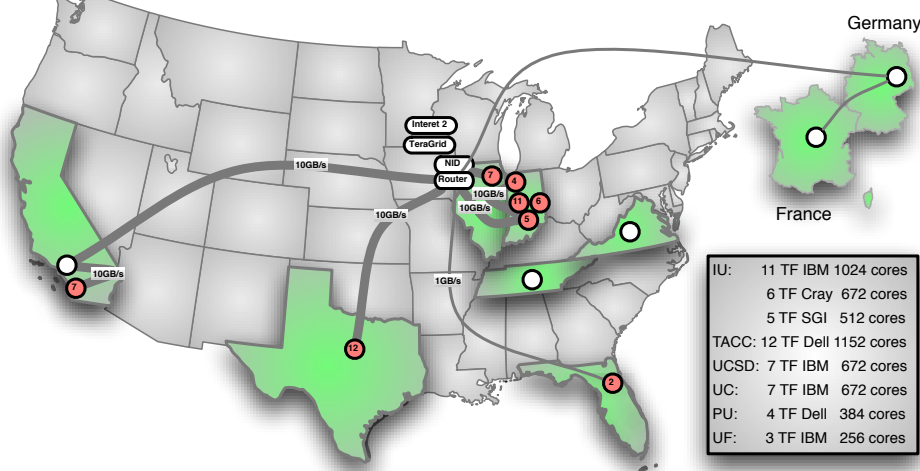 Germany
Interet 2
TeraGrid
NID
Router
7
4
10GB/s
10GB/s
11
6
10GB/s
5
10GB/s
France
10GB/s
7
1GB/s
12
2
IU: 11 TF IBM 1024 cores
6 TF Cray 672 cores
5 TF SGI 512 cores
TACC: 12 TF Dell 1152 cores
UCSD: 7 TF IBM 672 cores
UC: 7 TF IBM 672 cores
PU: 4 TF Dell 384 cores
UF: 3 TF IBM 256 cores